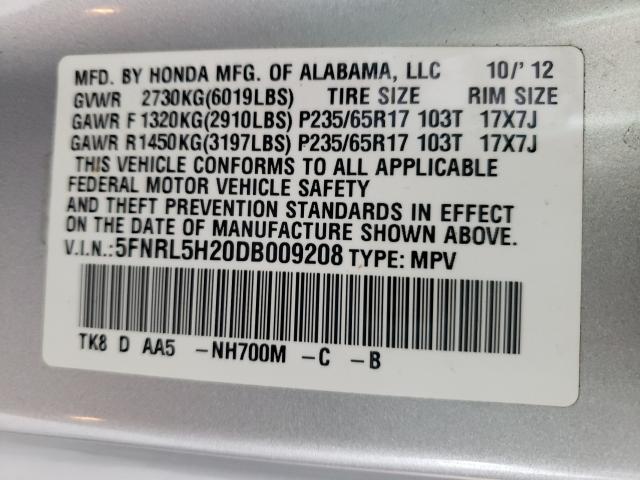 MFD. BY HONDA MFG. OF ALABAMA, LLC 10/'12
GVWR 2730KG(6019LBS) TIRE SIZE RIM SIZE
GAWR F 1320KG(2910LBS) P235/65R17 103T 17X7J
GAWR R1450KG(3197LBS) P235/65R17 103T 17X7J
THIS VEHICLE CONFORMS TO ALL APPLICABLE
FEDERAL MOTOR VEHICLE SAFETY
AND THEFT PREVENTION STANDARDS IN EFFECT
ON THE DATE OF MANUFACTURE SHOWN ABOVE.
V.I.N.:5FNRL5H20DB009208 TYPE: MPV
TK8 D AA5 -NH700M -C -B